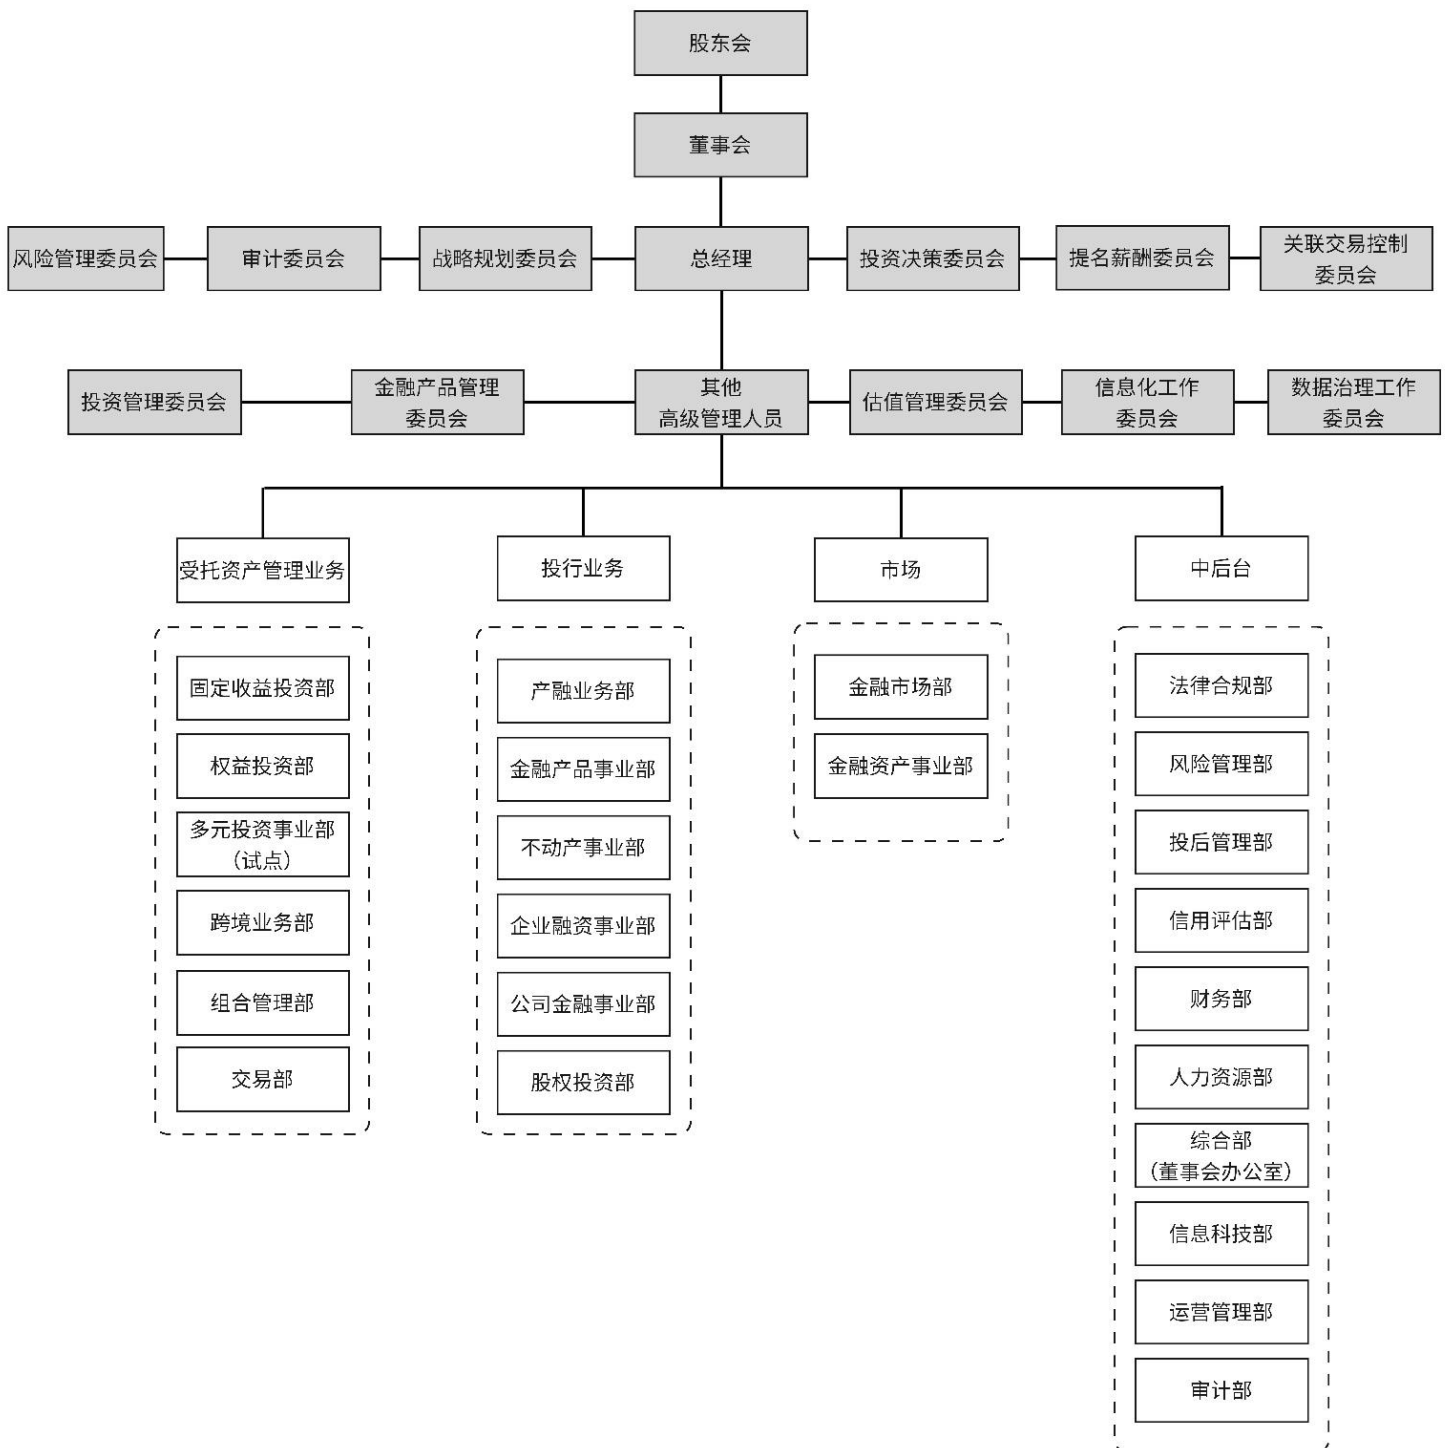 股东会
董事会
风险管理委员会
审计委员会
战略规划委员会
总经理
投资决策委员会
提名薪酬委员会
关联交易控制
委员会
投资管理委员会
金融产品管理
委员会
其他
高级管理人员
估值管理委员会
信息化工作
委员会
数据治理工作
委员会
受托资产管理业务
固定收益投资部
权益投资部
多元投资事业部
（试点）
跨境业务部
组合管理部
交易部
投行业务
产融业务部
金融产品事业部
不动产事业部
企业融资事业部
公司金融事业部
股权投资部
市场
金融市场部
金融资产事业部
中后台
法律合规部
风险管理部
投后管理部
信用评估部
财务部
人力资源部
综合部
（董事会办公室）
信息科技部
运营管理部
审计部